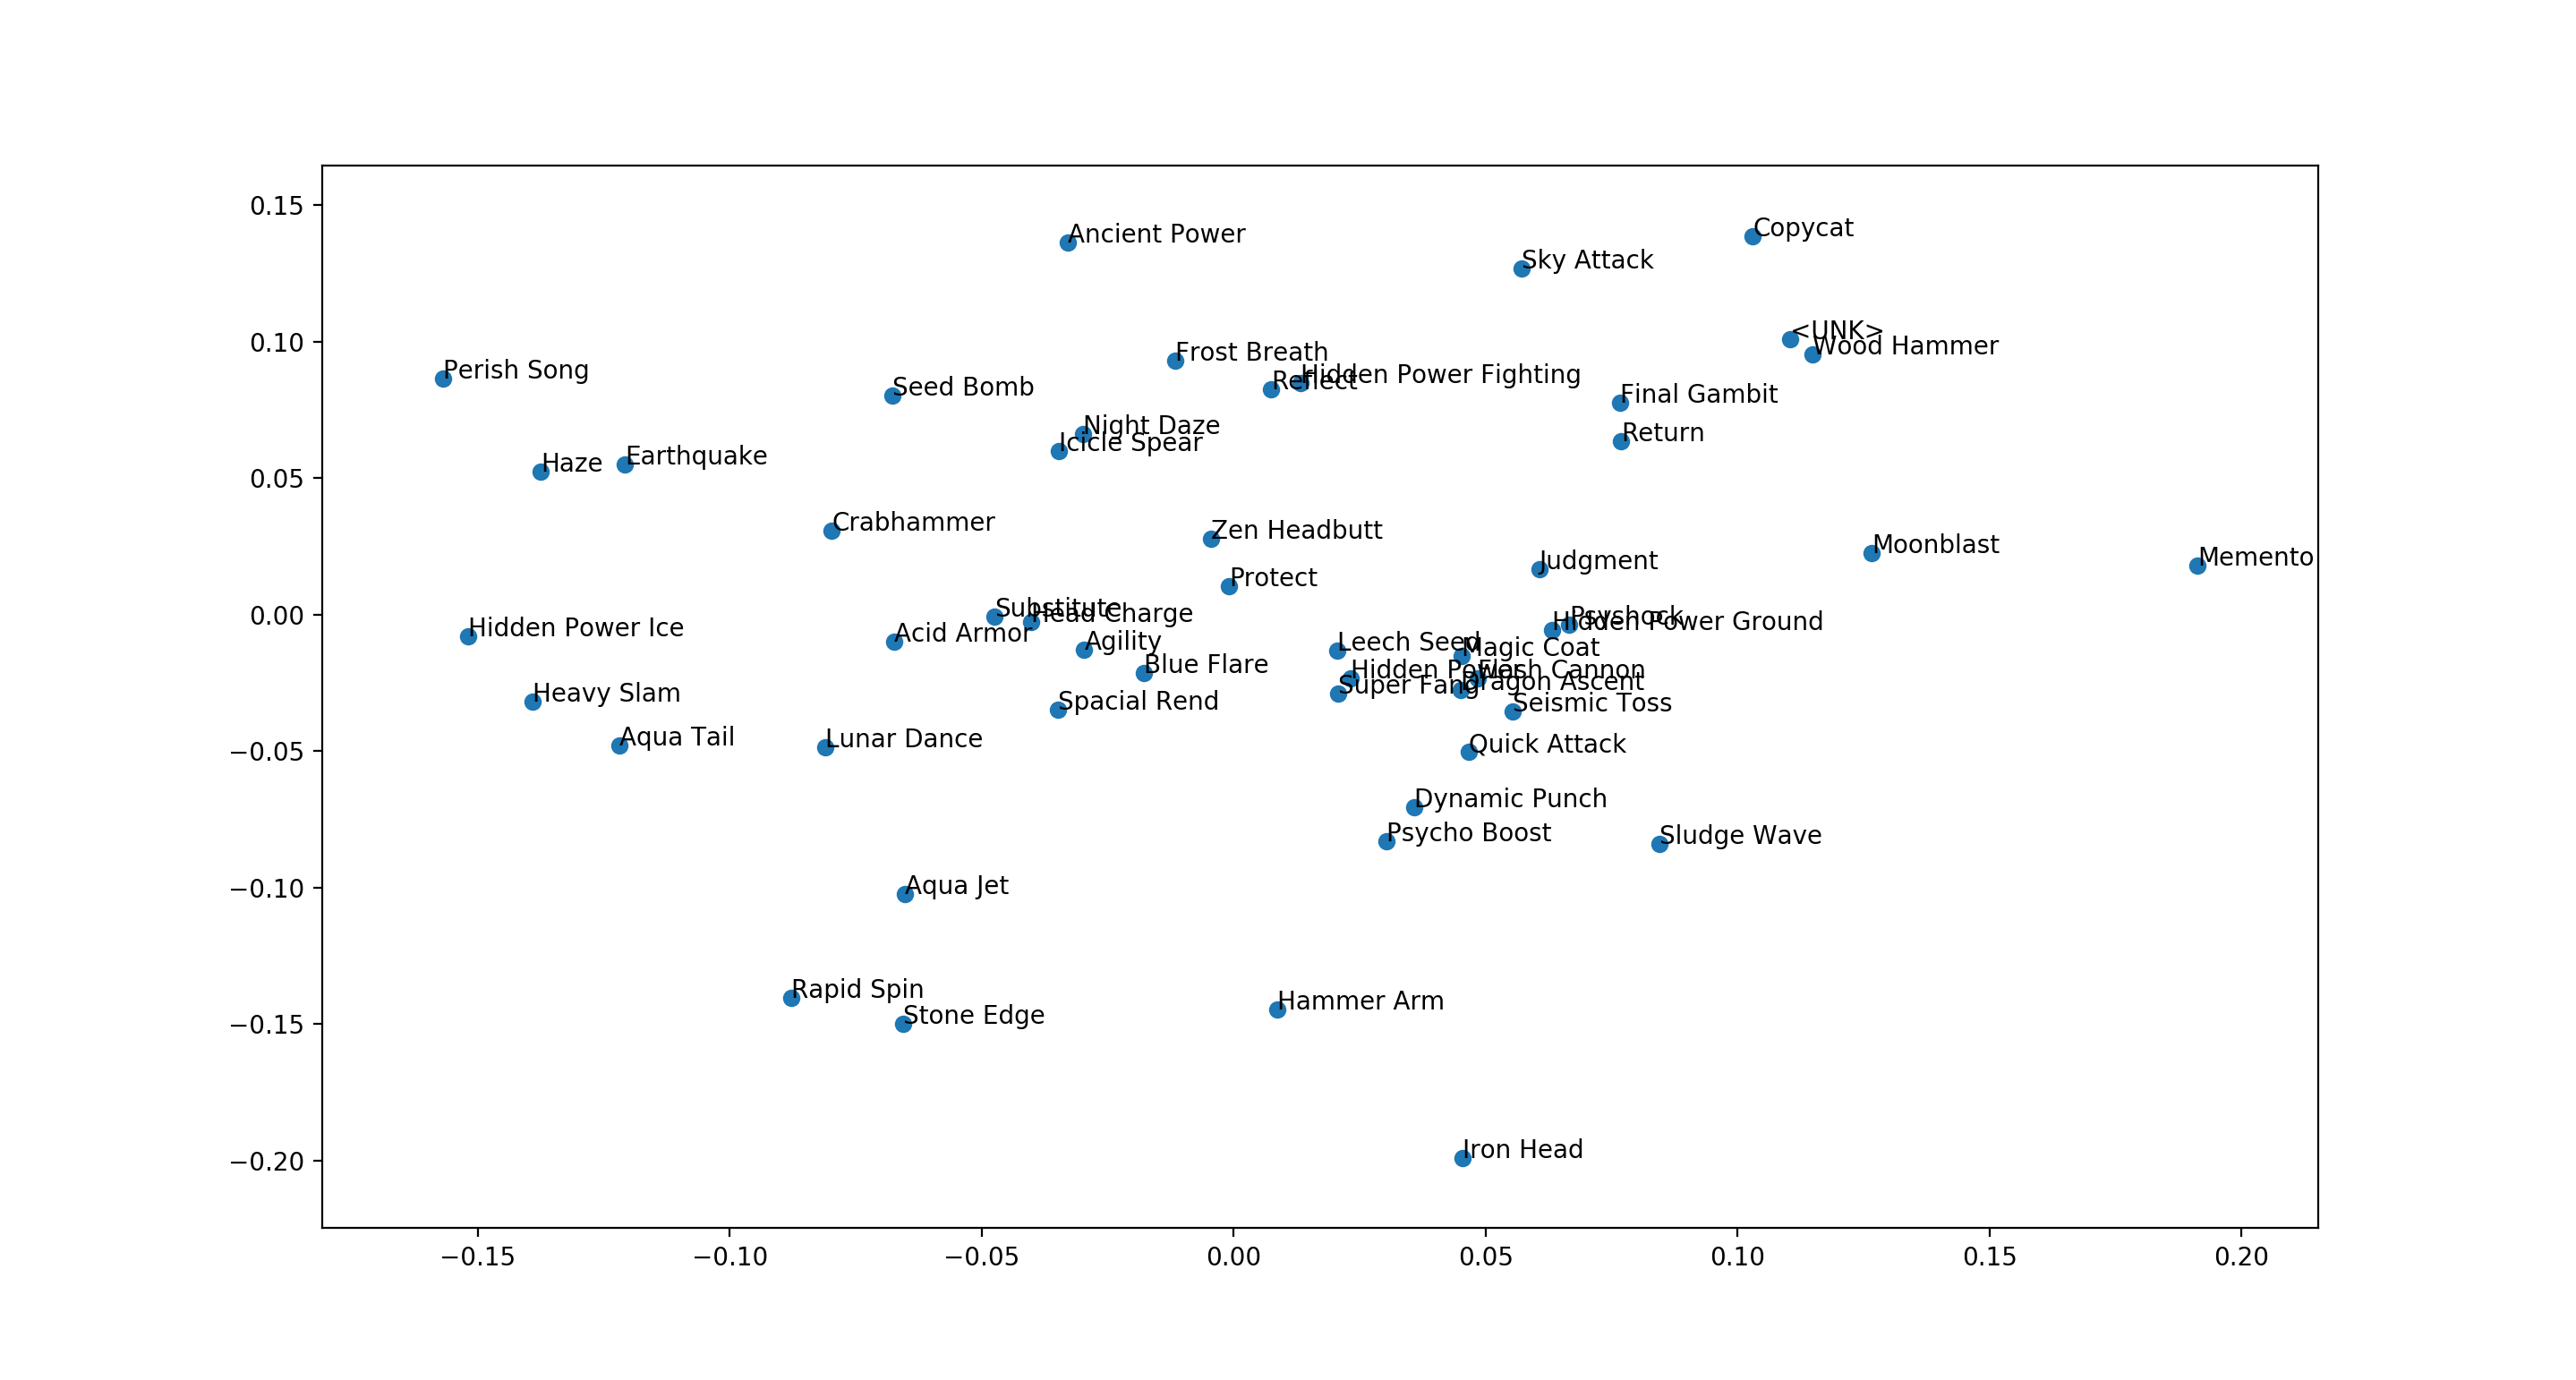 0.15
Ancient Power
Copycat
Sky Attack
0.10
<UNK>
Wood Hammer
Frost Breath
Perish Song
Hidden Power Fighting
Reflect
Seed Bomb
Final Gambit
Night Daze
Return
Icicle Spear
0.05
Haze
Earthquake
Crabhammer
Zen Headbutt
Moonblast
Memento
Judgment
Protect
0.00
Substitute
Head Charge
Psyshock
Hidden Power Ground
Hidden Power Ice
Acid Armor
Agility
Leech Seed
Magic Coat
Blue Flare
Hidden Power
Flash Cannon
Super Fang
Dragon Ascent
Heavy Slam
Spacial Rend
Seismic Toss
−0.05
Aqua Tail
Lunar Dance
Quick Attack
Dynamic Punch
Psycho Boost
Sludge Wave
−0.10
Aqua Jet
Rapid Spin
Hammer Arm
−0.15
Stone Edge
−0.20
Iron Head
−0.15 −0.10 −0.05 0.00 0.05 0.10 0.15 0.20